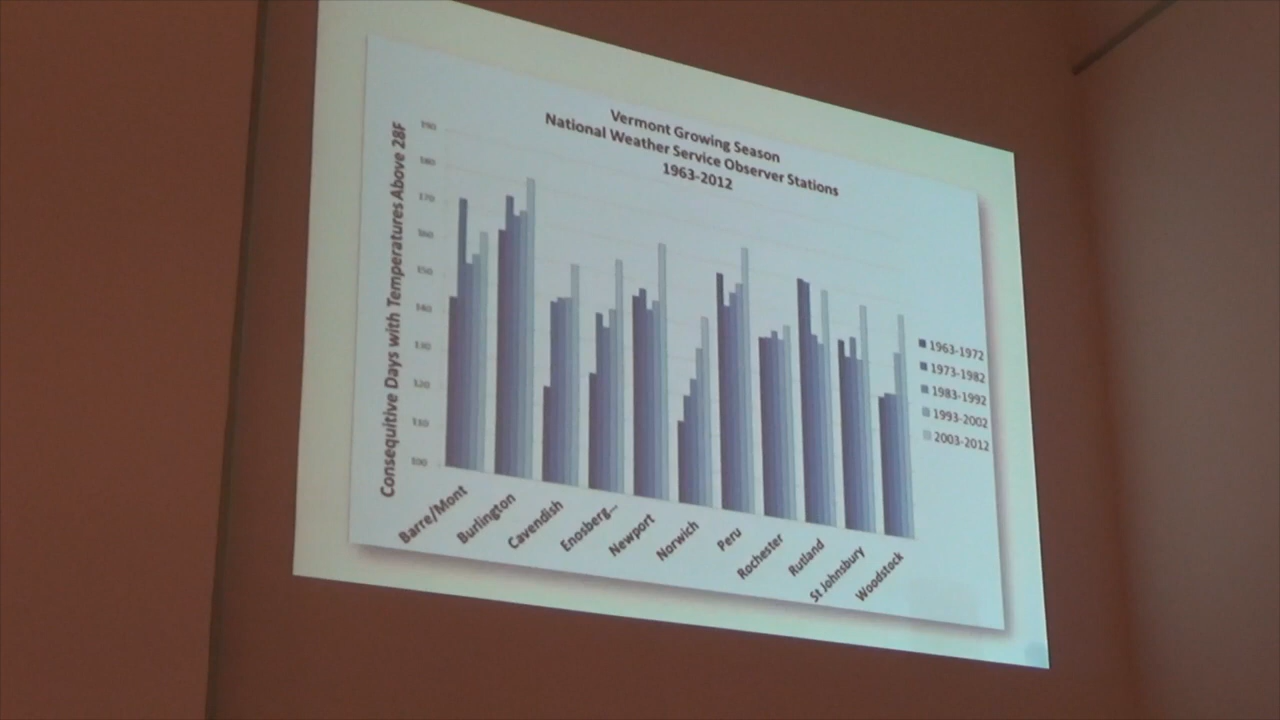 Vermont Growing Season
National Weather Service Observer Stations
1963-2012
Consequitive Days with Temperatures Above 28F
190
180
170
160
150
140
130
120
110
100
Barre/Mont
Burlington
Cavendish
Enosberg...
Newport
Norwich
Peru
Rochester
Rutland
St Johnsbury
Woodstock
1963-1972
1973-1982
1983-1992
1993-2002
2003-2012